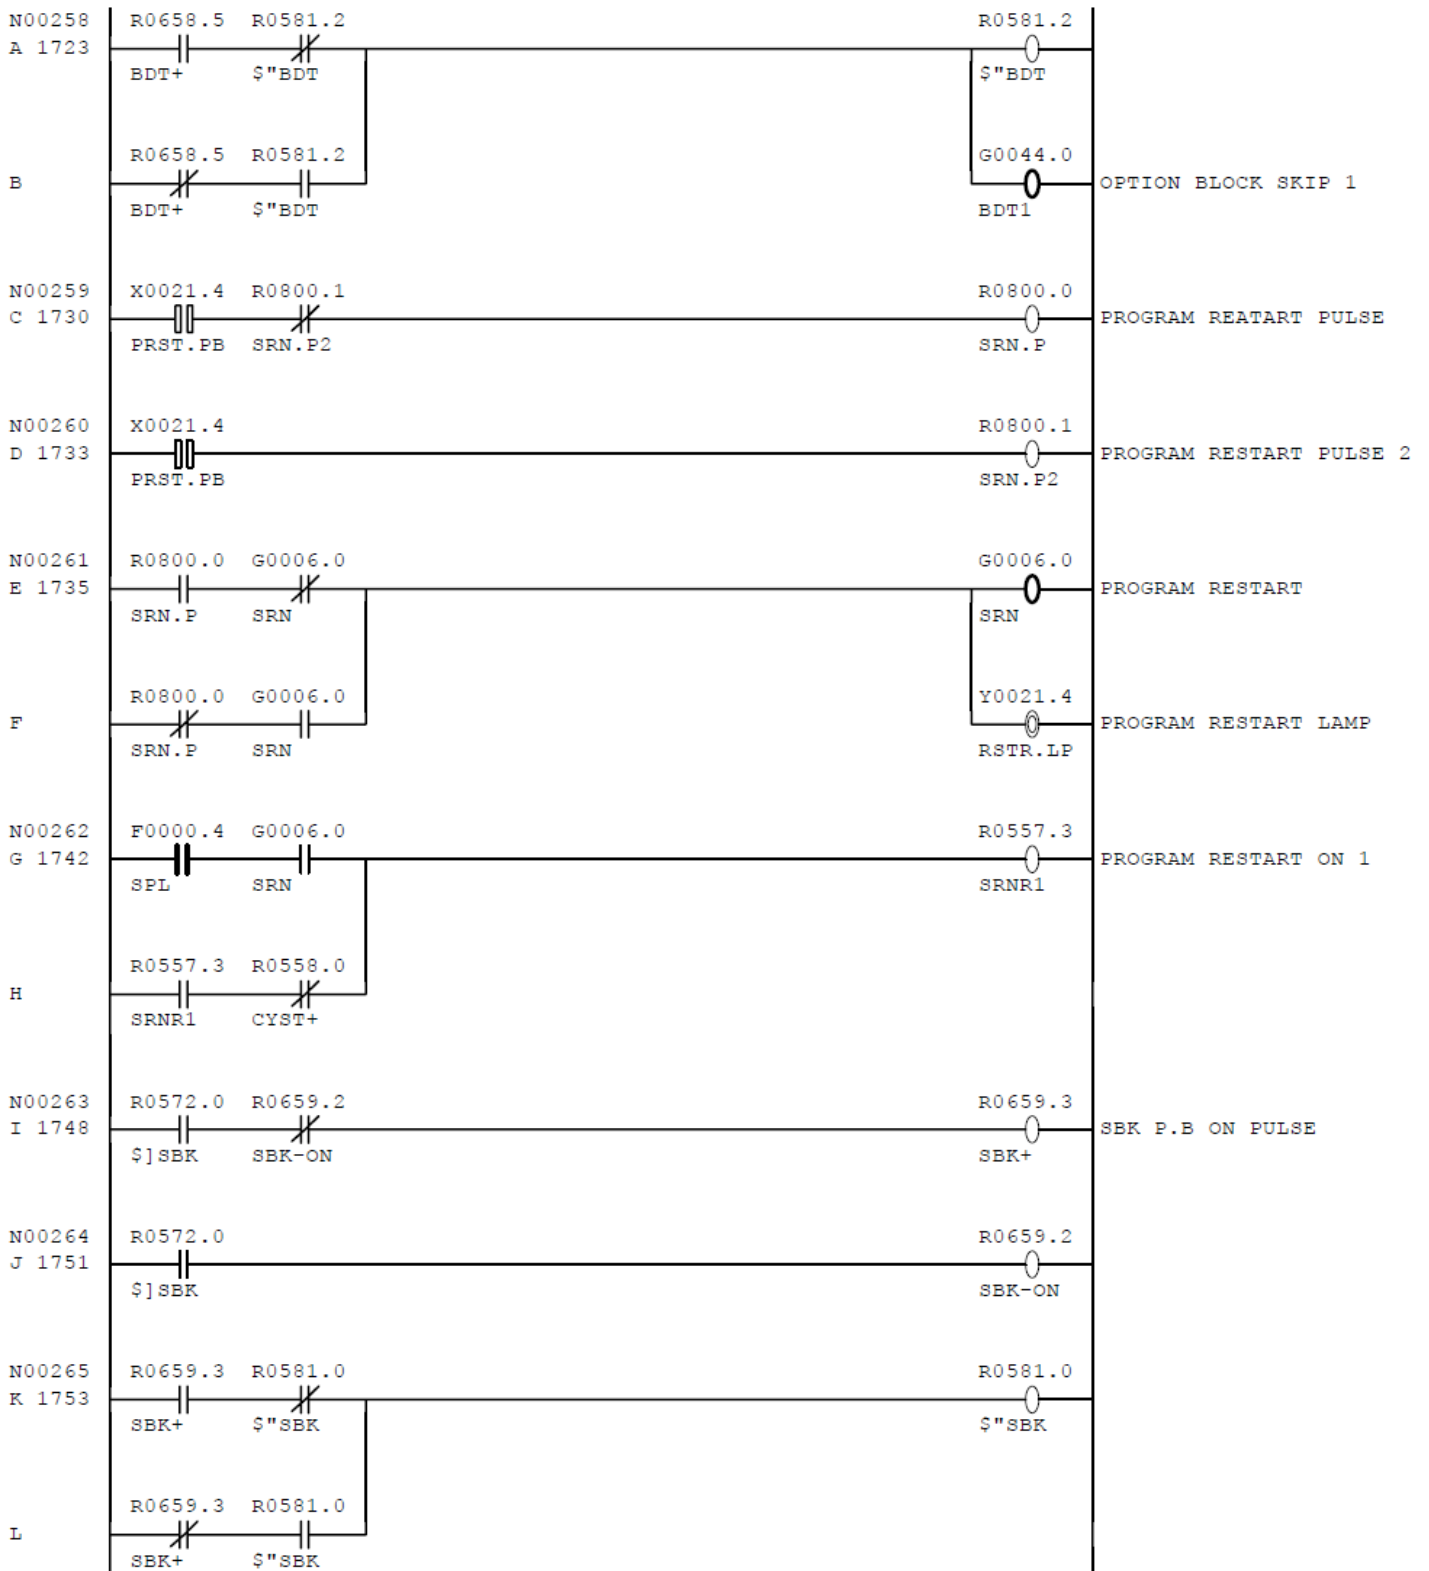 N00258 R0658.5 R0581.2 R0581.2
A 1723
BDT+ $"BDT $"BDT
R0658.5 R0581.2 G0044.0
B OPTION BLOCK SKIP 1
BDT+ $"BDT BDT1
N00259 X0021.4 R0800.1 R0800.0
C 1730 PROGRAM REATART PULSE
PRST.PB SRN.P2 SRN.P
N00260 X0021.4 R0800.1
D 1733 PROGRAM RESTART PULSE 2
PRST.PB SRN.P2
N00261 R0800.0 G0006.0 G0006.0
E 1735 PROGRAM RESTART
SRN.P SRN SRN
R0800.0 G0006.0 Y0021.4
F PROGRAM RESTART LAMP
SRN.P SRN RSTR.LP
N00262 F0000.4 G0006.0 R0557.3
G 1742 PROGRAM RESTART ON 1
SPL SRN SRNR1
R0557.3 R0558.0
H
SRNR1 CYST+
N00263 R0572.0 R0659.2 R0659.3
I 1748 SBK P.B ON PULSE
$]SBK SBK-ON SBK+
N00264 R0572.0 R0659.2
J 1751
$]SBK SBK-ON
N00265 R0659.3 R0581.0 R0581.0
K 1753
SBK+ $"SBK $"SBK
R0659.3 R0581.0
L
SBK+ $"SBK